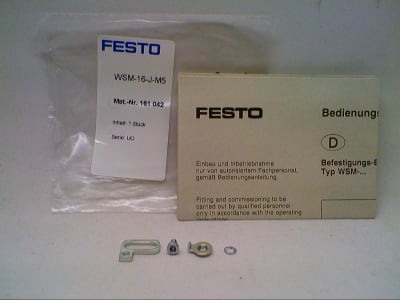 FESTO
WSM-16-J-M5
Mat.-Nr. 161 042
Inhalt: 1 Stück
Serie:
FESTO
Bedienungs
D
Befestigungs-E
Typ WSM-...
Einbau und Inbetriebnahme
nur von autorisiertem Fachpersonal,
gemäß Bedienungsanleitung.
Fitting and commissioning to be
carried out by qualified personnel
only in accordance with the operating
instructions.